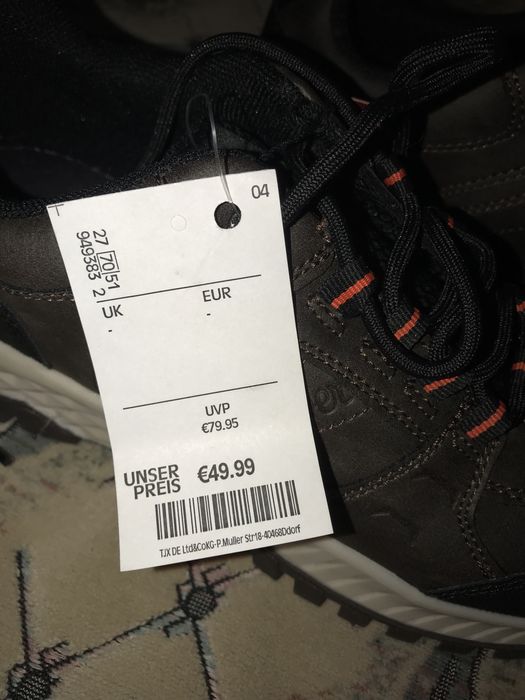 04
27 70 51
949383 2
UK EUR
- -
UVP
€79.95
UNSER
PREIS €49.99
TJX DE Ltd&CoKG-P.Muller Str18-40468Ddorf